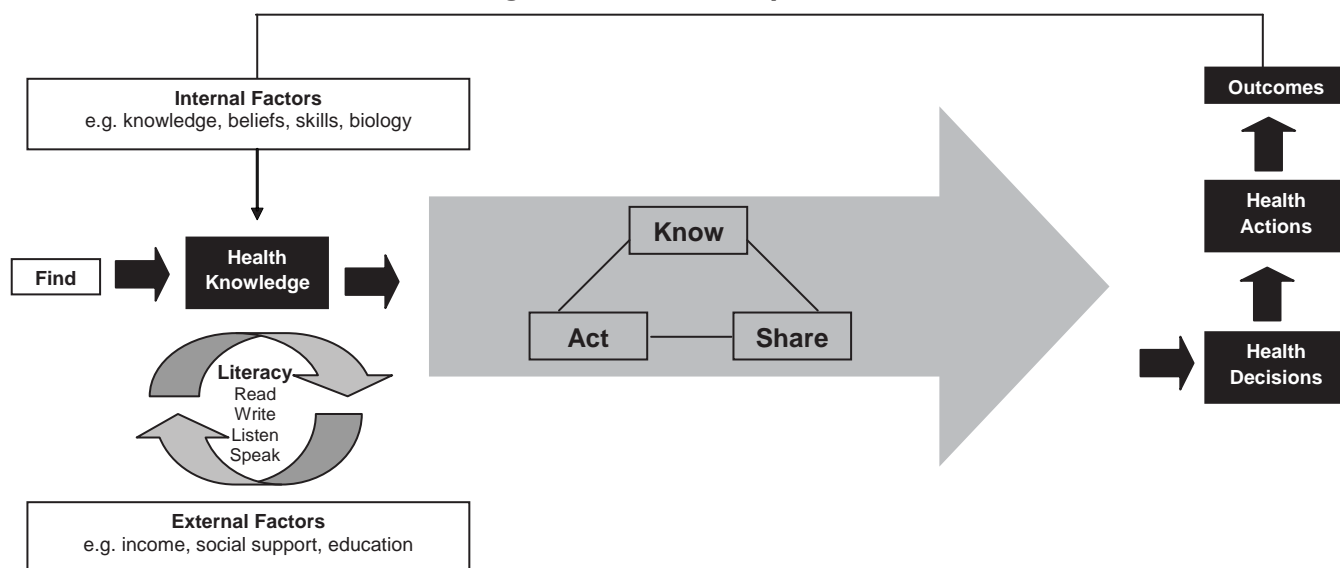 Internal Factors
e.g. knowledge, beliefs, skills, biology
Find
Health
Knowledge
Literacy
Read
Write
Listen
Speak
External Factors
e.g. income, social support, education
Know
Act
Share
Outcomes
Health
Actions
Health
Decisions